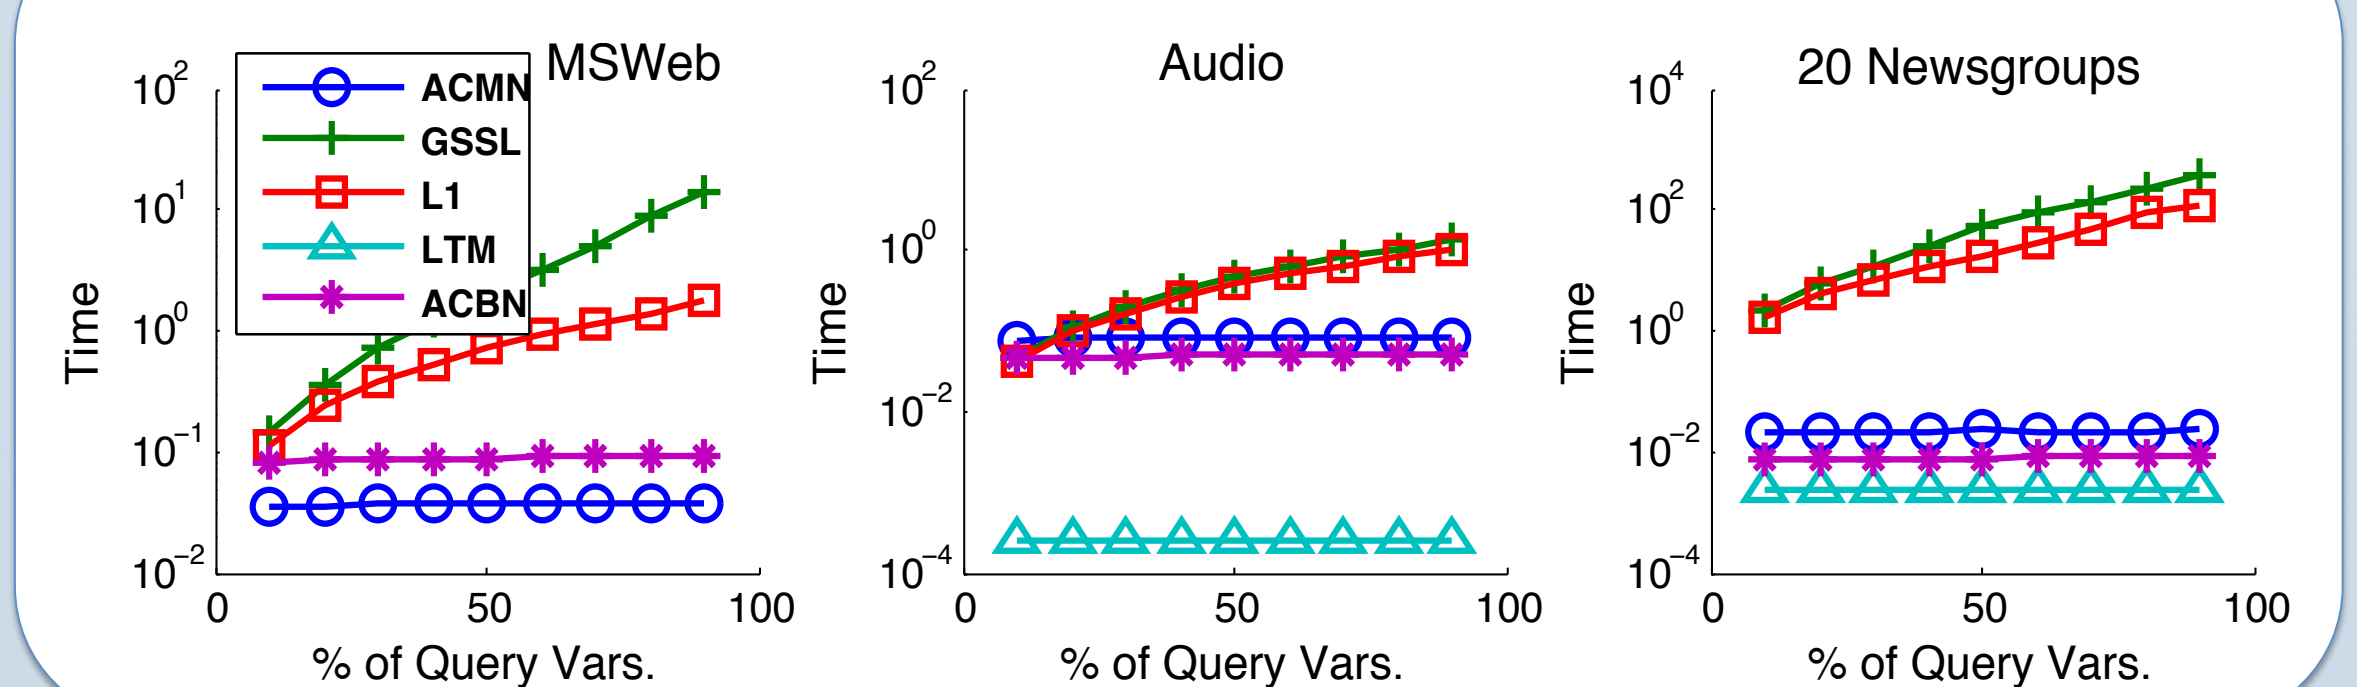 MSWeb
ACMN
GSSL
L1
LTM
ACBN
10^2
10^1
10^0
10^−1
10^−2
Time
0 50 100
% of Query Vars.
Audio
10^2
10^0
10^−2
10^−4
Time
0 50 100
% of Query Vars.
20 Newsgroups
10^4
10^2
10^0
10^−2
10^−4
Time
0 50 100
% of Query Vars.